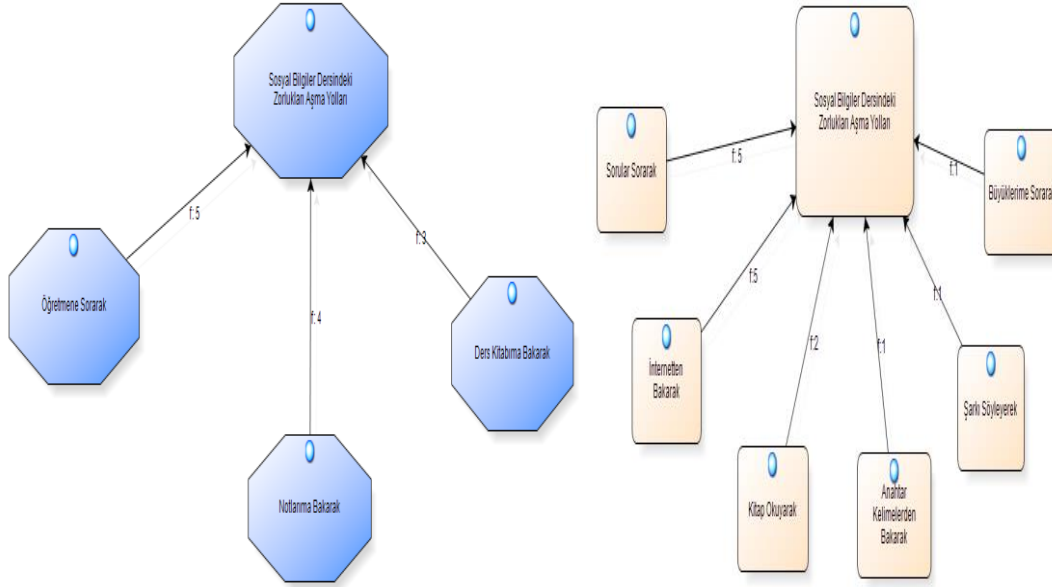 Sosyal Bilgiler Dersindeki
Zorlukları Aşma Yolları
f: 5
f: 4
f: 3
Öğretmene Sorarak
Notlarıma Bakarak
Ders Kitabıma Bakarak
Sosyal Bilgiler Dersindeki
Zorlukları Aşma Yolları
Sorular Sorarak
f: 5
f:1
Büyüklerime Sorara
f:5
f:2
f:1
f:1
İnternetten
Bakarak
Şarkı Söyleyerek
Kitap Okuyarak
Anahtar
Kelimelerden
Bakarak